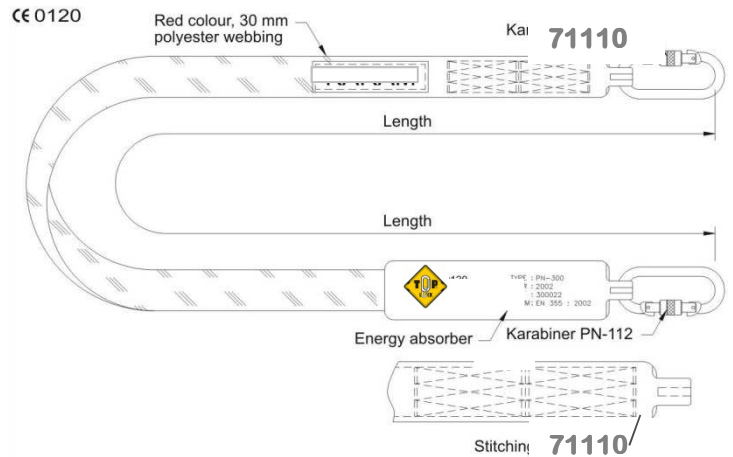 CE 0120
Red colour, 30 mm
polyester webbing
71110
Length
Length
TOP
: PN-300
: 2002
: 300022
EN 355 : 2002
Energy absorber
Karabiner PN-112
71110